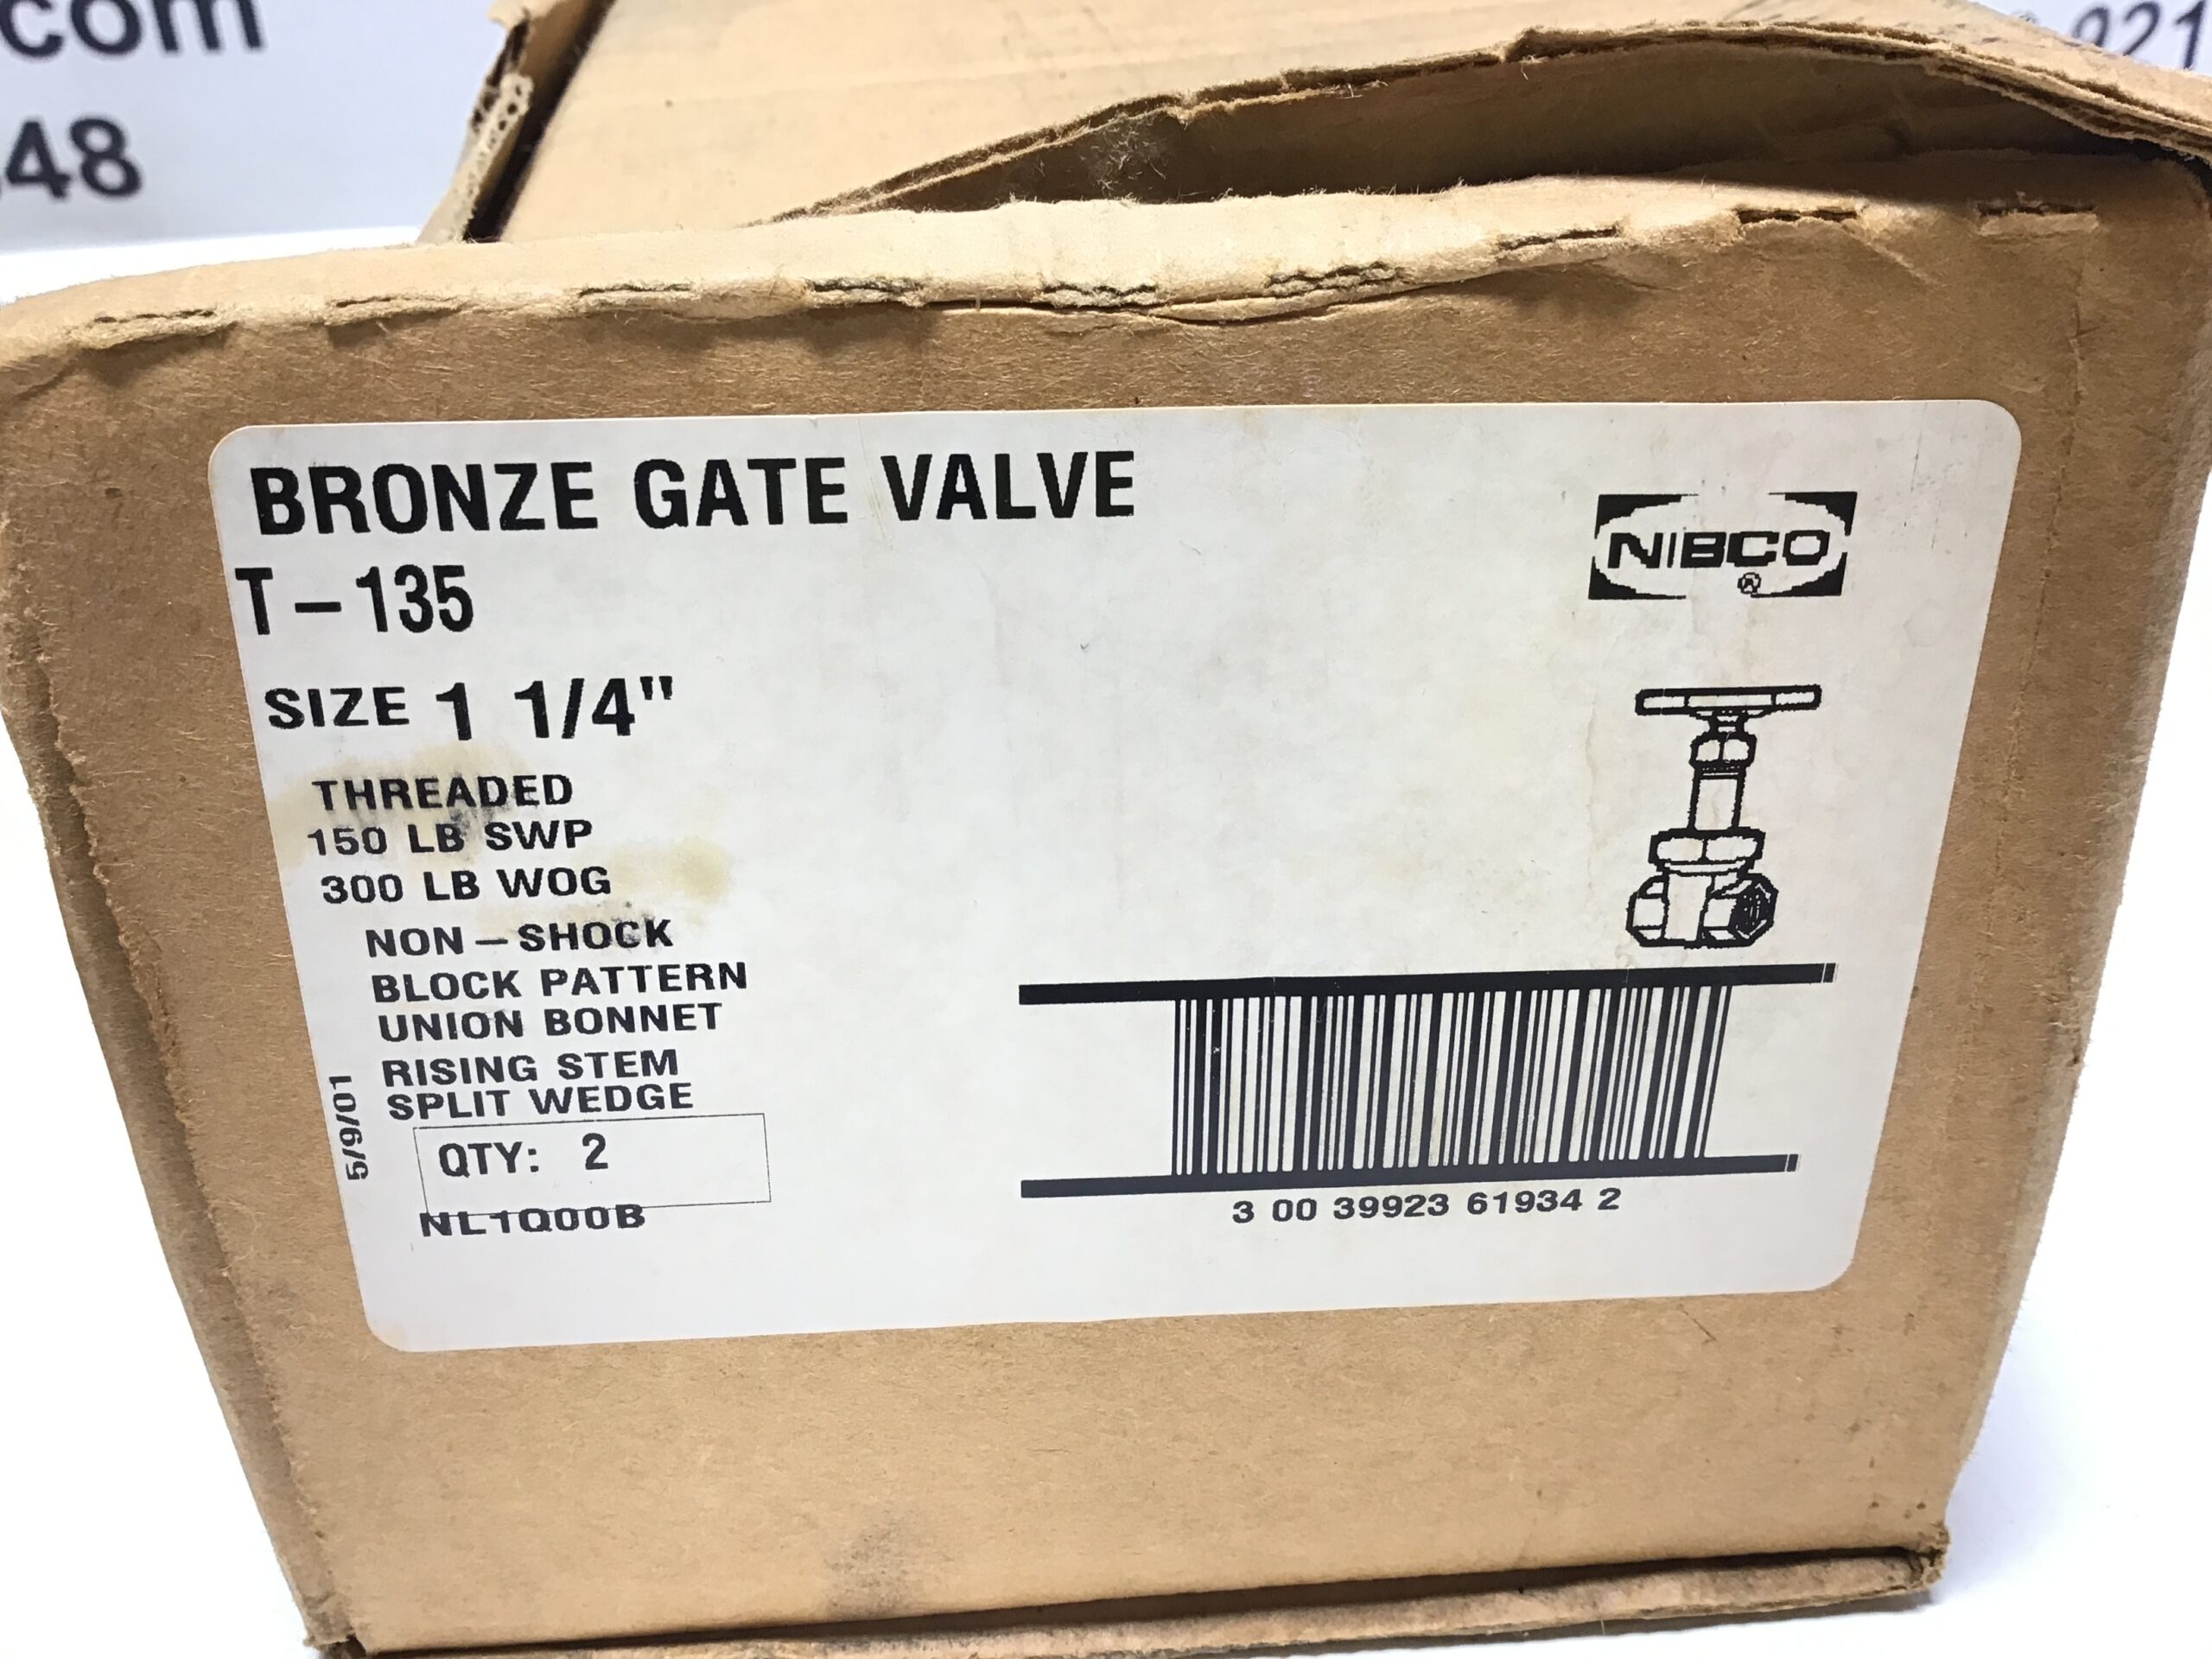 com
48
921
BRONZE GATE VALVE
T-135
SIZE 1 1/4"
THREADED
150 LB SWP
300 LB WOG
NON-SHOCK
BLOCK PATTERN
UNION BONNET
RISING STEM
SPLIT WEDGE
5/9/01
QTY: 2
NL1Q00B
NIBCO
®
3 00 39923 61934 2